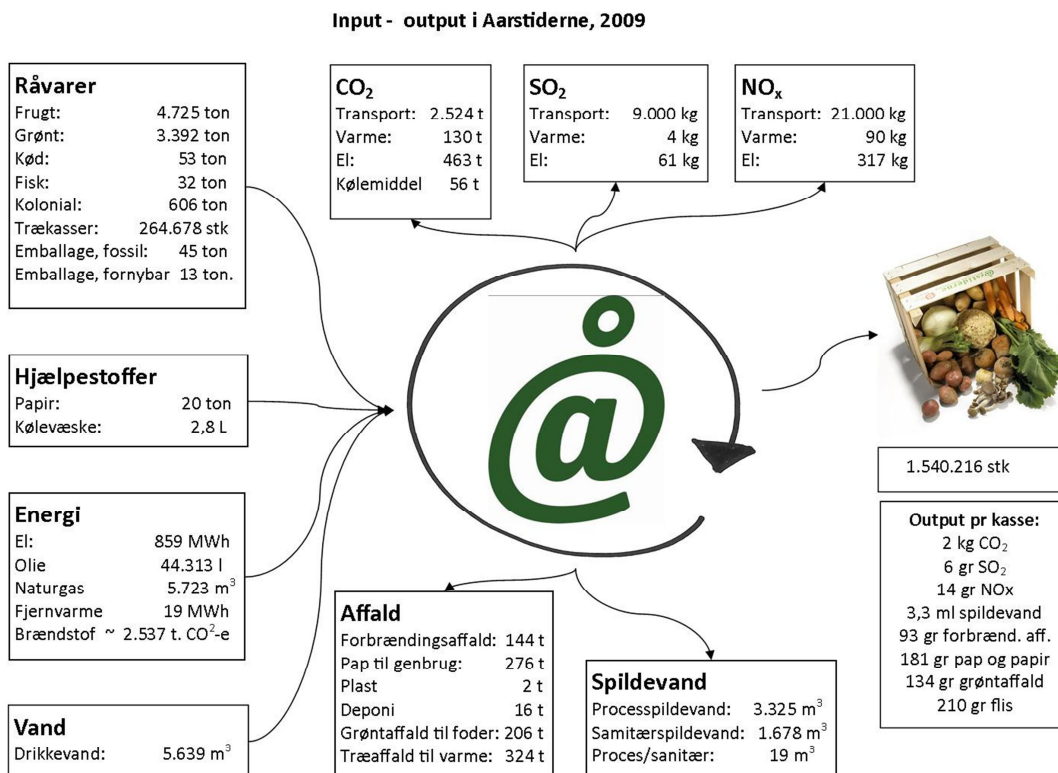 Input - output i Aarstiderne, 2009
Råvarer
Frugt: 4.725 ton
Grønt: 3.392 ton
Kød: 53 ton
Fisk: 32 ton
Kolonial: 606 ton
Trækasser: 264.678 stk
Emballage, fossil: 45 ton
Emballage, fornybar 13 ton.
CO₂
Transport: 2.524 t
Varme: 130 t
El: 463 t
Kølemiddel 56 t
SO₂
Transport: 9.000 kg
Varme: 4 kg
El: 61 kg
NOₓ
Transport: 21.000 kg
Varme: 90 kg
El: 317 kg
Hjælpestoffer
Papir: 20 ton
Kølevæske: 2,8 L
Energi
El: 859 MWh
Olie 44.313 l
Naturgas 5.723 m³
Fjernvarme 19 MWh
Brændstof ~ 2.537 t. CO²-e
Vand
Drikkevand: 5.639 m³
å
Aarstiderne
1.540.216 stk
Output pr kasse:
2 kg CO₂
6 gr SO₂
14 gr NOx
3,3 ml spildevand
93 gr forbrænd. aff.
181 gr pap og papir
134 gr grøntaffald
210 gr flis
Affald
Forbrændingsaffald: 144 t
Pap til genbrug: 276 t
Plast 2 t
Deponi 16 t
Grøntaffald til foder: 206 t
Træaffald til varme: 324 t
Spildevand
Processpildevand: 3.325 m³
Samitærspildevand: 1.678 m³
Proces/sanitær: 19 m³